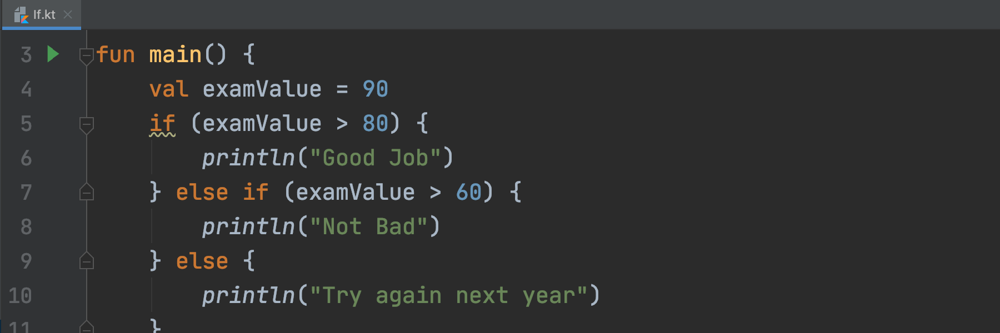 If.kt
3 fun main() {
4     val examValue = 90
5     if (examValue > 80) {
6         println("Good Job")
7     } else if (examValue > 60) {
8         println("Not Bad")
9     } else {
10         println("Try again next year")
11     }